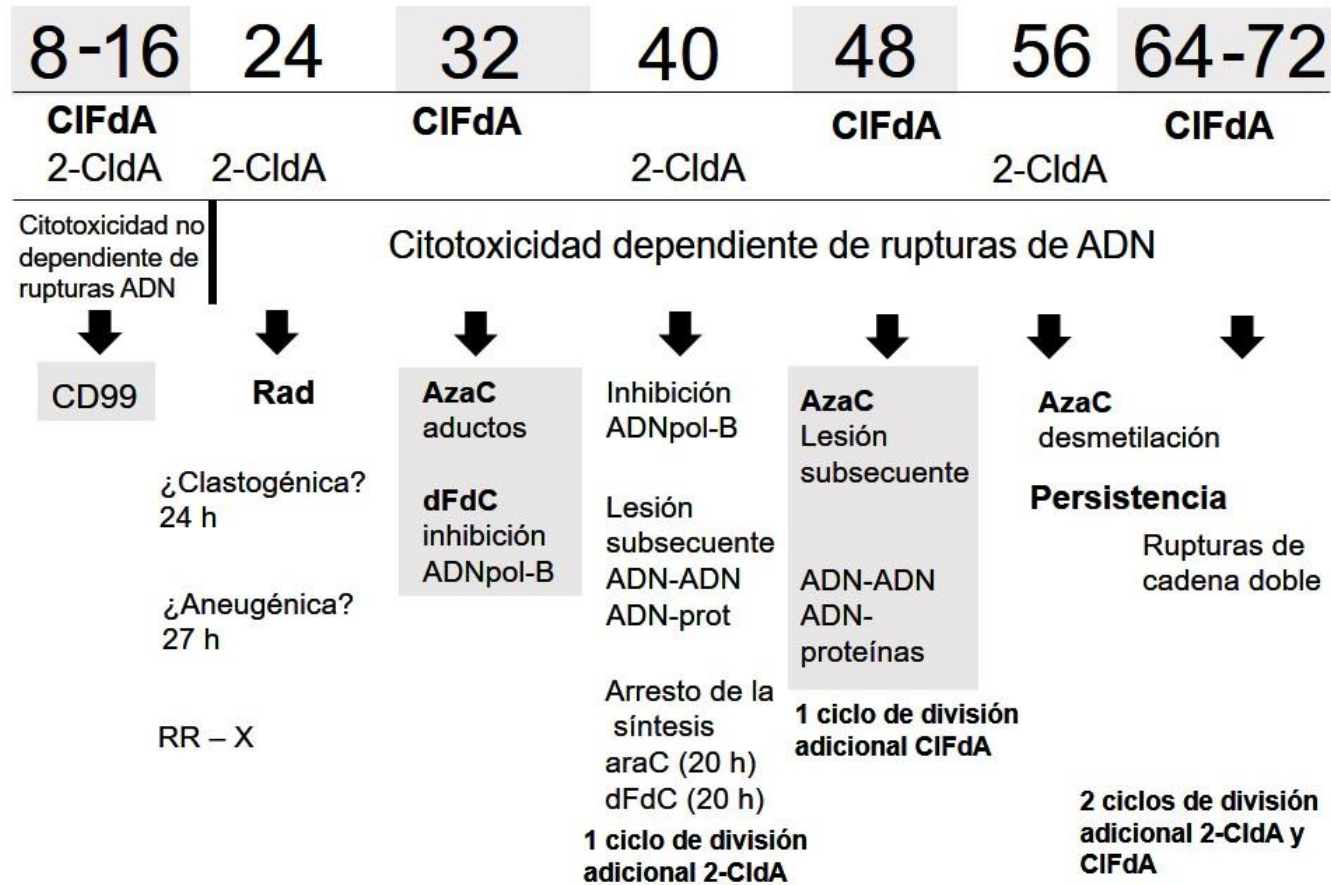 8-16 24 32 40 48 56 64-72
ClFdA ClFdA ClFdA ClFdA
2-CldA 2-CldA 2-CldA 2-CldA
Citotoxicidad no
dependiente de
rupturas ADN
Citotoxicidad dependiente de rupturas de ADN
CD99
Rad
¿Clastogénica?
24 h
¿Aneugénica?
27 h
RR – X
AzaC
aductos
dFdC
inhibición
ADNpol-B
Inhibición
ADNpol-B
Lesión
subsecuente
ADN-ADN
ADN-prot
Arresto de la
síntesis
araC (20 h)
dFdC (20 h)
1 ciclo de división
adicional 2-CldA
AzaC
Lesión
subsecuente
ADN-ADN
ADN-
proteínas
1 ciclo de división
adicional ClFdA
AzaC
desmetilación
Persistencia
Rupturas de
cadena doble
2 ciclos de división
adicional 2-CldA y
ClFdA